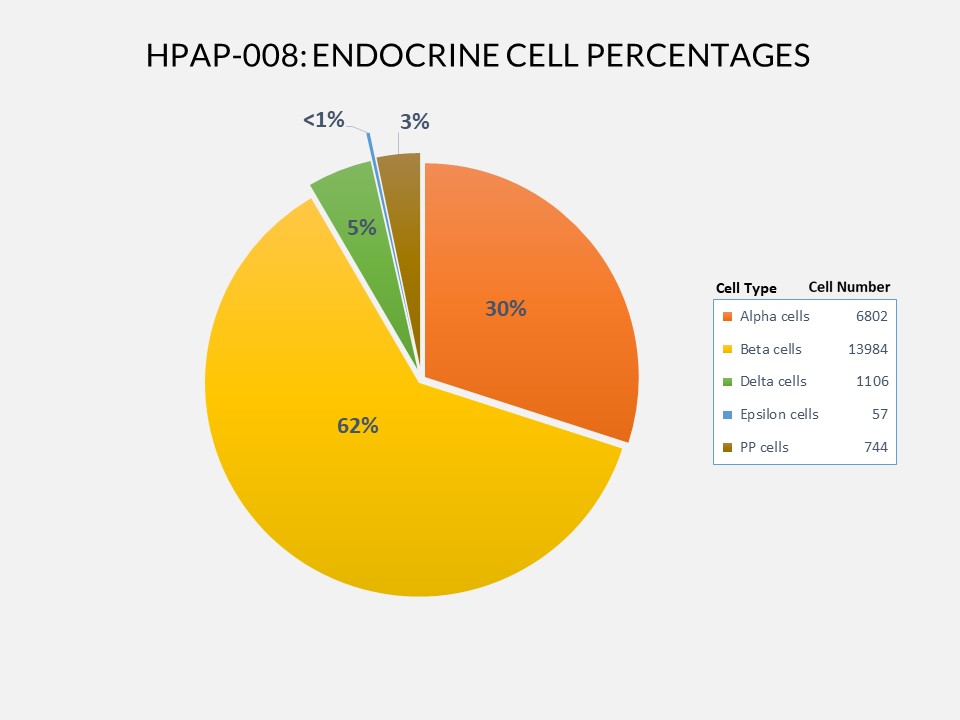 HPAP-008: ENDOCRINE CELL PERCENTAGES
<1%
3%
5%
30%
62%
Cell Type Cell Number
Alpha cells 6802
Beta cells 13984
Delta cells 1106
Epsilon cells 57
PP cells 744